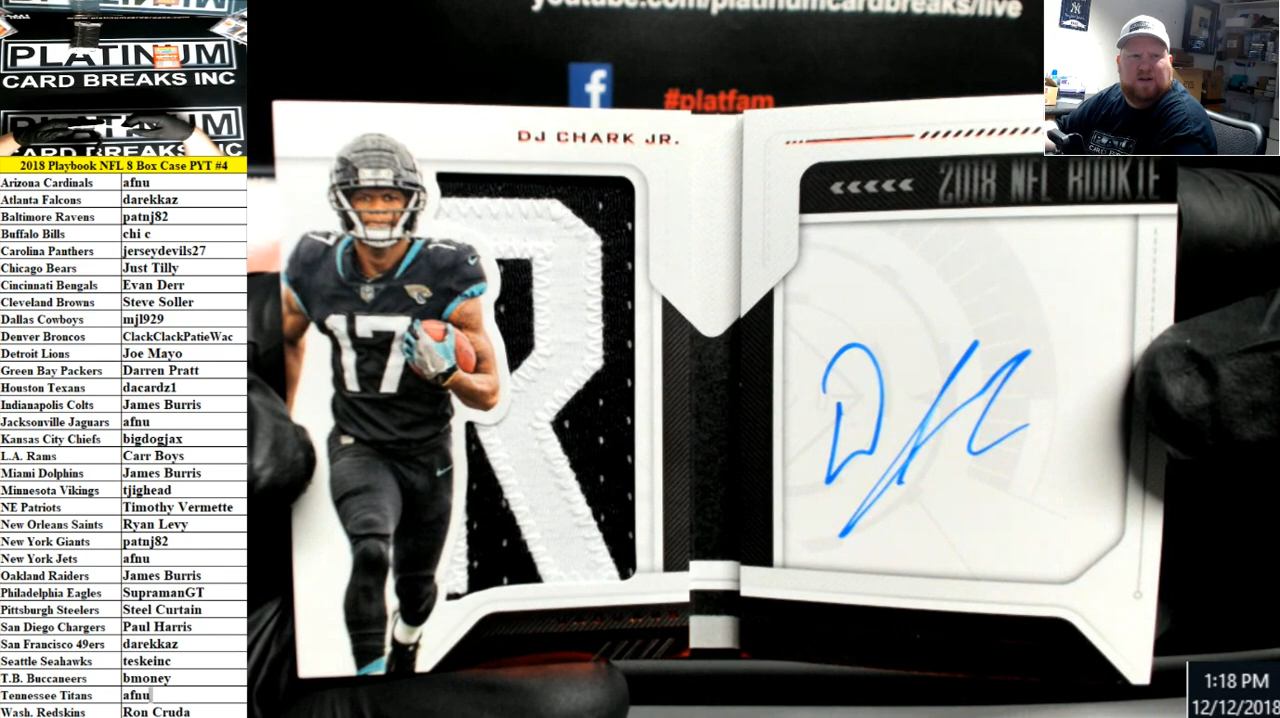 youtube.com/platinumcardbreaks/live
f
#platfam
PLATINUM
CARD BREAKS INC
2018 Playbook NFL 8 Box Case PYT #4
Arizona Cardinals afnu
Atlanta Falcons darekkaz
Baltimore Ravens patnj82
Buffalo Bills chi c
Carolina Panthers jerseydevils27
Chicago Bears Just Tilly
Cincinnati Bengals Evan Derr
Cleveland Browns Steve Soller
Dallas Cowboys mjl929
Denver Broncos ClackClackPatieWac
Detroit Lions Joe Mayo
Green Bay Packers Darren Pratt
Houston Texans dacardz1
Indianapolis Colts James Burris
Jacksonville Jaguars afnu
Kansas City Chiefs bigdogjax
L.A. Rams Carr Boys
Miami Dolphins James Burris
Minnesota Vikings tjighead
NE Patriots Timothy Vermette
New Orleans Saints Ryan Levy
New York Giants patnj82
New York Jets afnu
Oakland Raiders James Burris
Philadelphia Eagles SupramanGT
Pittsburgh Steelers Steel Curtain
San Diego Chargers Paul Harris
San Francisco 49ers darekkaz
Seattle Seahawks teskeinc
T.B. Buccaneers bmoney
Tennessee Titans afnu
Wash. Redskins Ron Cruda
DJ CHARK JR.
2018 NFL ROOKIE
17
R
1:18 PM
12/12/2018